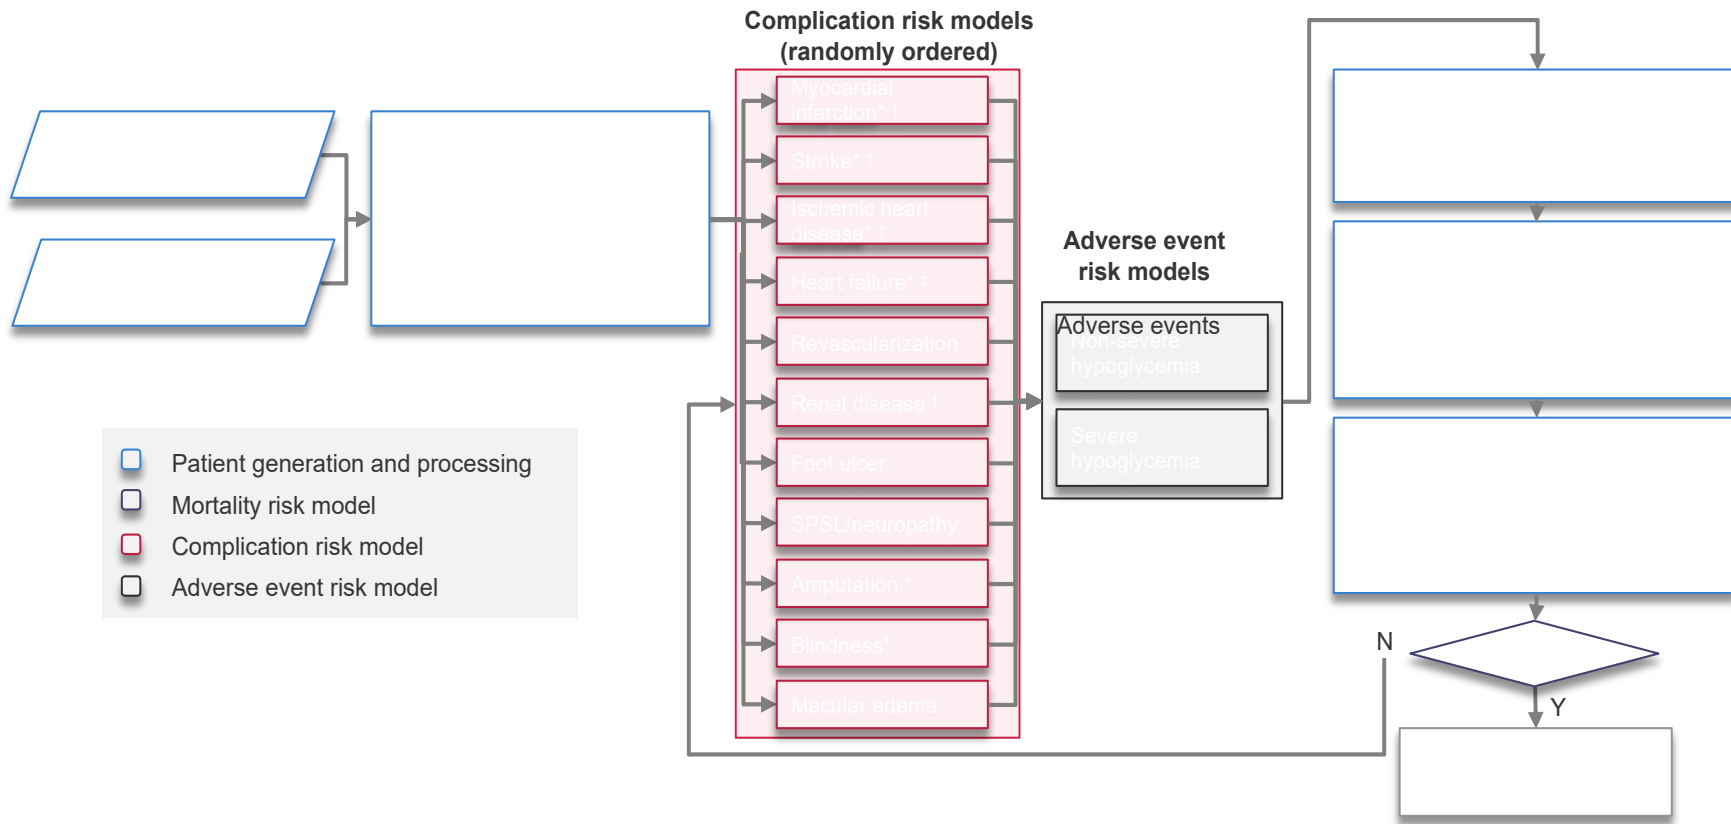 Complication risk models
(randomly ordered)
Myocardial
infarction* †
Stroke* †
Ischemic heart
disease* †
Heart failure* ‡
Revascularization
Renal disease †
Foot ulcer
SPSL/neuropathy
Amputation †
Blindness*
Macular edema
Adverse event
risk models
Adverse events
Non-severe
hypoglycemia
Severe
hypoglycemia
Patient generation and processing
Mortality risk model
Complication risk model
Adverse event risk model
N
Y